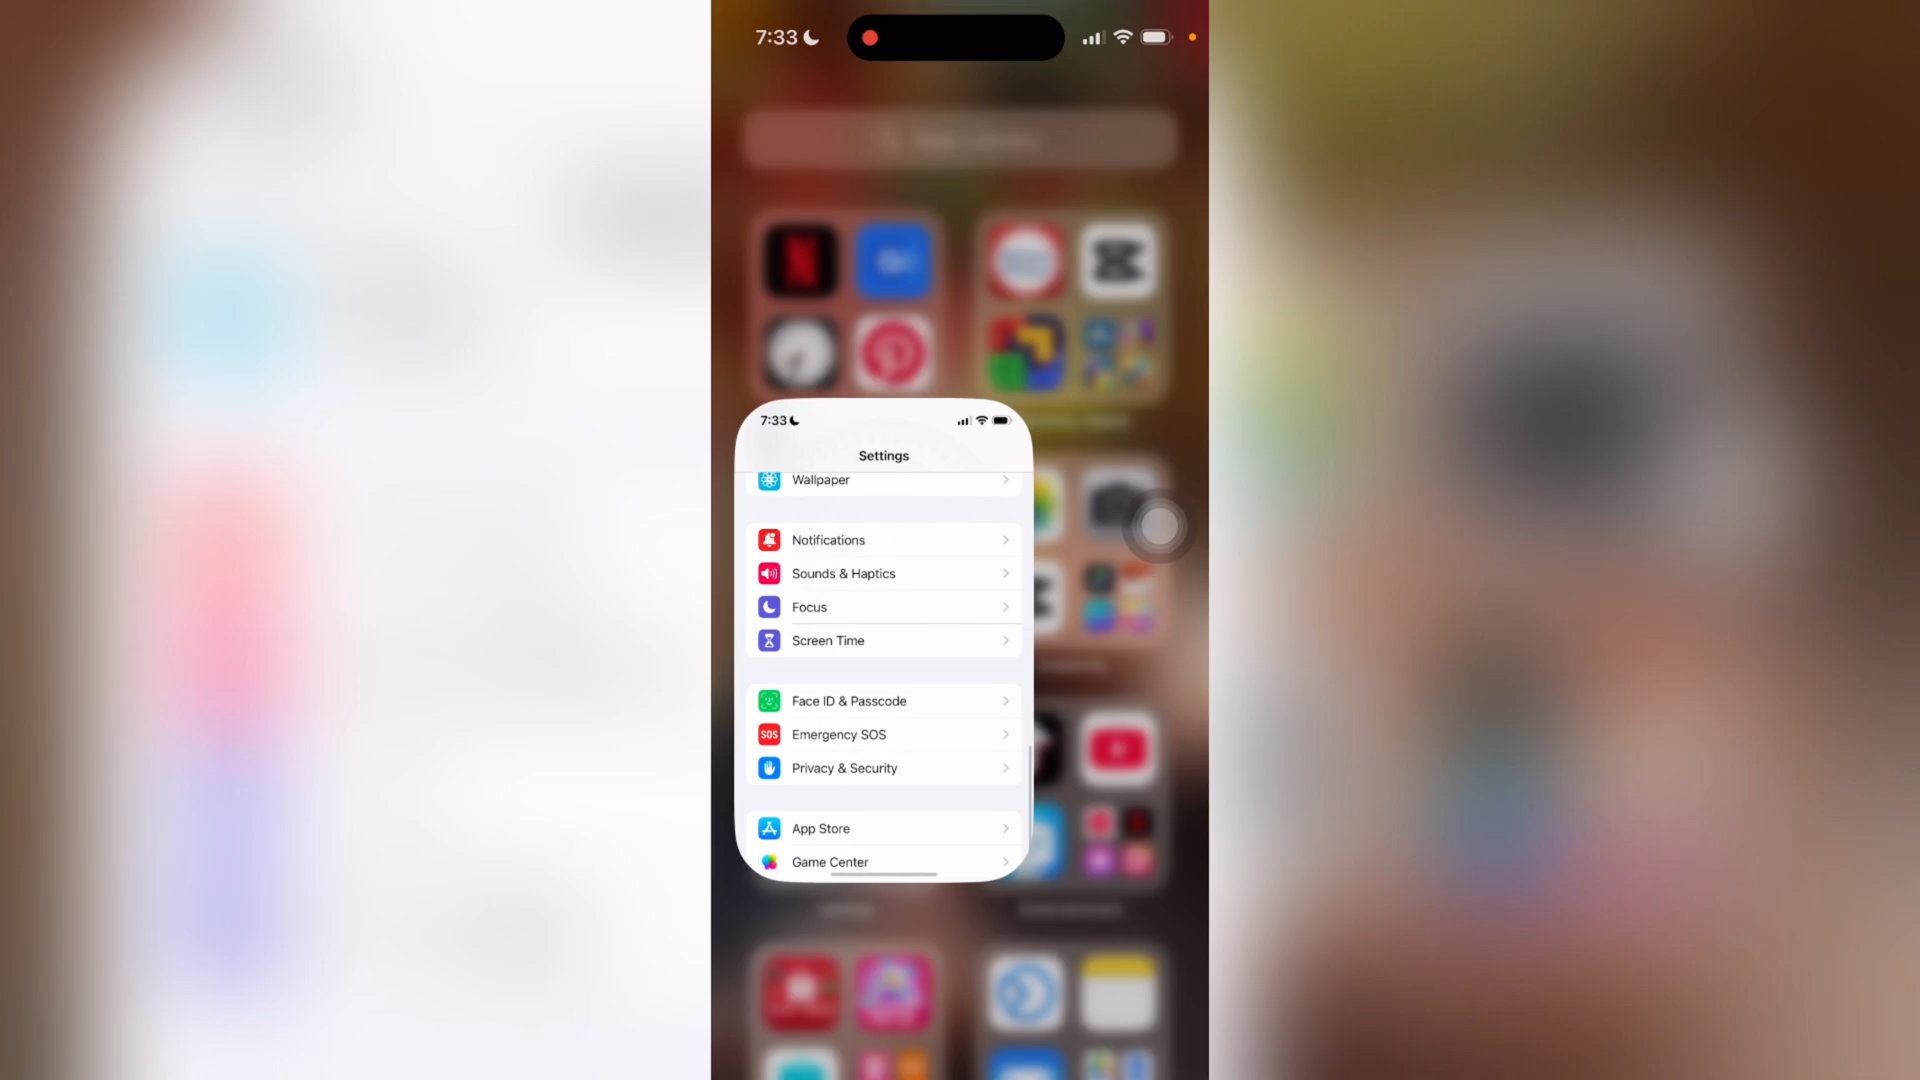 7:33
7:33
Settings
Wallpaper
Notifications
Sounds & Haptics
Focus
Screen Time
Face ID & Passcode
SOS
Emergency SOS
Privacy & Security
App Store
Game Center